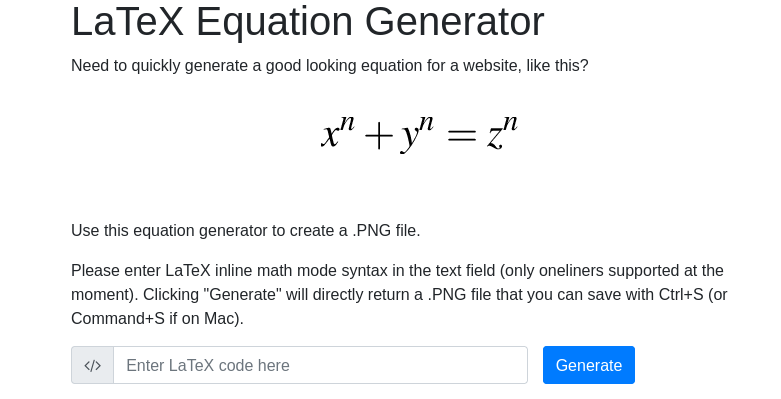 LaTeX Equation Generator
Need to quickly generate a good looking equation for a website, like this?
xⁿ + yⁿ = zⁿ
Use this equation generator to create a .PNG file.
Please enter LaTeX inline math mode syntax in the text field (only oneliners supported at the
moment). Clicking "Generate" will directly return a .PNG file that you can save with Ctrl+S (or
Command+S if on Mac).
</> Enter LaTeX code here Generate